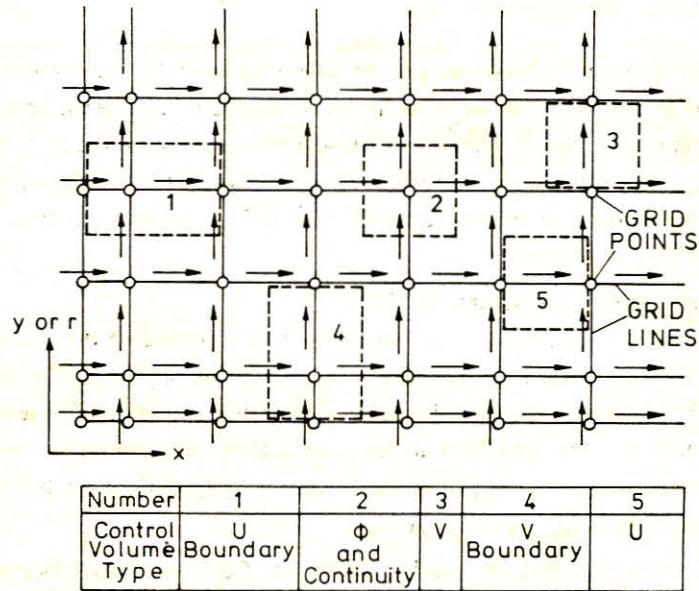 3
1
2
GRID
POINTS
5
GRID
LINES
y or r
4
x
Number 1 2 3 4 5
Control Volume Type U Boundary Φ and Continuity V V Boundary U